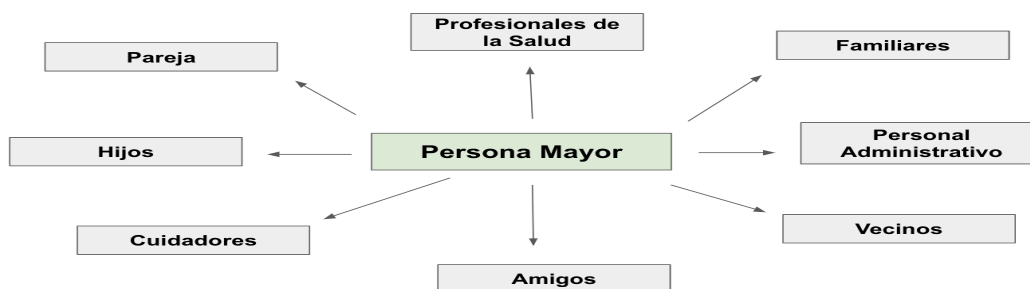 Profesionales de
la Salud
Familiares
Pareja
Personal
Administrativo
Persona Mayor
Hijos
Vecinos
Cuidadores
Amigos